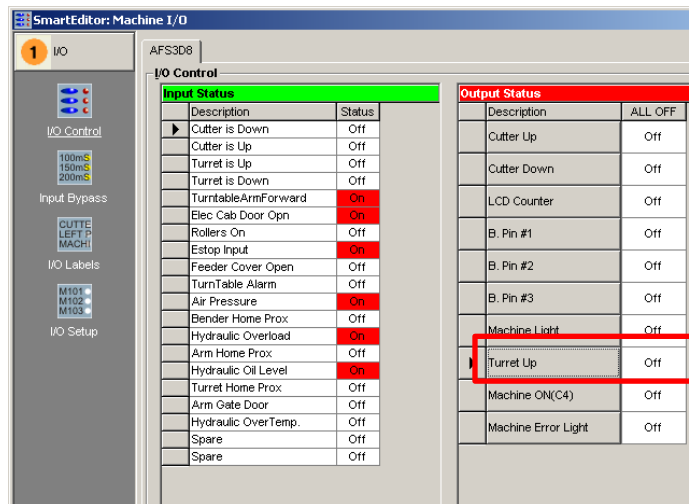 SmartEditor: Machine I/O
1 I/O
AFS3D8
I/O Control
I/O Control
100mS
150mS
200mS
Input Bypass
CUTTE
LEFT P
MACHI
I/O Labels
M101
M102
M103
I/O Setup
Input Status
Description Status
Cutter is Down Off
Cutter is Up Off
Turret is Up Off
Turret is Down Off
TurntableArmForward On
Elec Cab Door Opn On
Rollers On Off
Estop Input On
Feeder Cover Open Off
TurnTable Alarm Off
Air Pressure On
Bender Home Prox Off
Hydraulic Overload On
Arm Home Prox Off
Hydraulic Oil Level On
Turret Home Prox Off
Arm Gate Door Off
Hydraulic OverTemp. Off
Spare Off
Spare Off
Output Status
Description ALL OFF
Cutter Up Off
Cutter Down Off
LCD Counter Off
B. Pin #1 Off
B. Pin #2 Off
B. Pin #3 Off
Machine Light Off
Turret Up Off
Machine ON(C4) Off
Machine Error Light Off